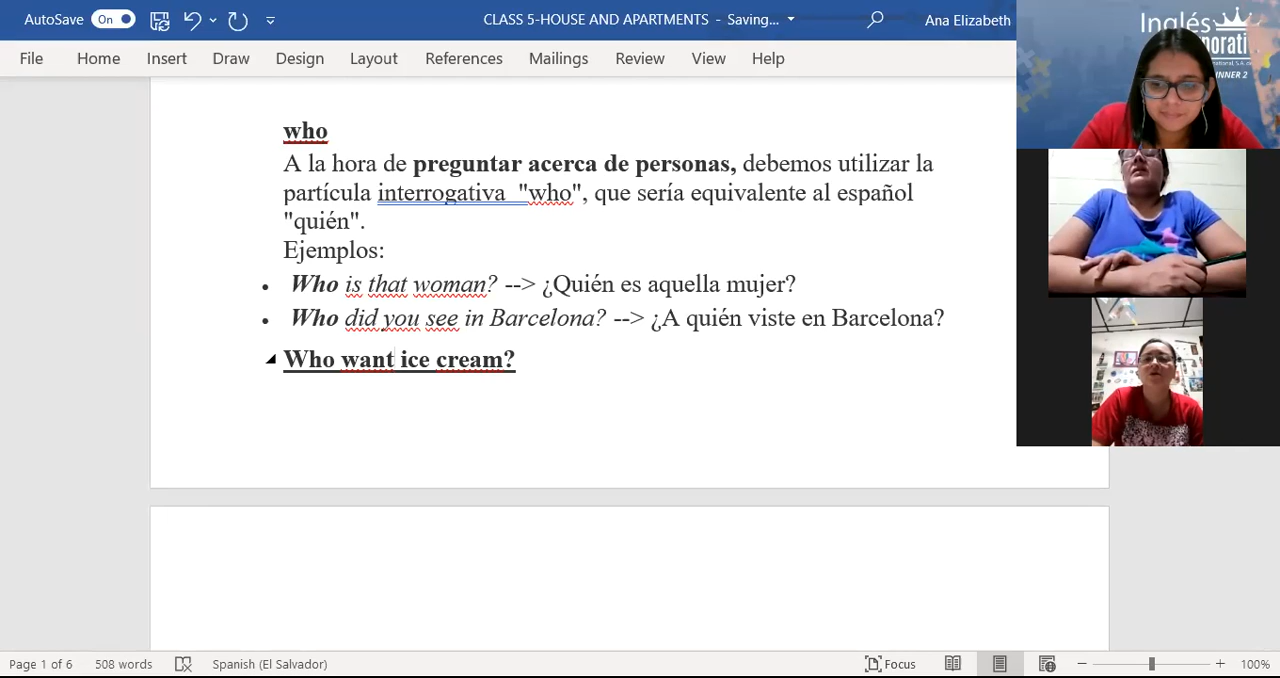 AutoSave On CLASS 5-HOUSE AND APARTMENTS - Saving... Ana Elizabeth
File Home Insert Draw Design Layout References Mailings Review View Help
Inglés
INNER 2
who
A la hora de preguntar acerca de personas, debemos utilizar la
partícula interrogativa "who", que sería equivalente al español
"quién".
Ejemplos:
• Who is that woman? --> ¿Quién es aquella mujer?
• Who did you see in Barcelona? --> ¿A quién viste en Barcelona?
Who want ice cream?
Page 1 of 6 508 words Spanish (El Salvador) Focus 100%